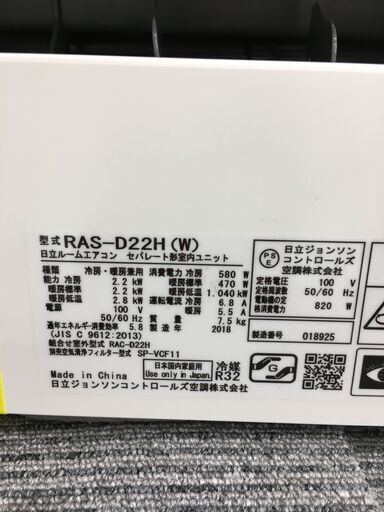 型式 RAS-D22H(W)
日立ルームエアコン セパレート形室内ユニット
種類 冷房・暖房兼用 消費電力 冷房 580 W
能力 冷房 2.2 kW 暖房標準 470 W
暖房標準 2.2 kW 暖房低温 1.040 kW
暖房低温 2.8 kW 運転電流 冷房 6.8 A
電源 100 V 暖房 5.5 A
50/60 Hz 質量 7.5 kg
通年エネルギー消費効率 5.8 2018
(JIS C 9612:2013)
組合せ室外型式 RAC-D22H
別売空気清浄フィルター型式 SP-VCF11
Made in China
日本国内家庭用
Use only in Japan.
冷媒
R32
日立ジョンソンコントロールズ空調株式会社
PS
E
日立ジョンソン
コントロールズ
空調株式会社
定格電圧 100 V
定格周波数 50/60 Hz
電動機の定格消費電力 820 W
製造番号 018925
G